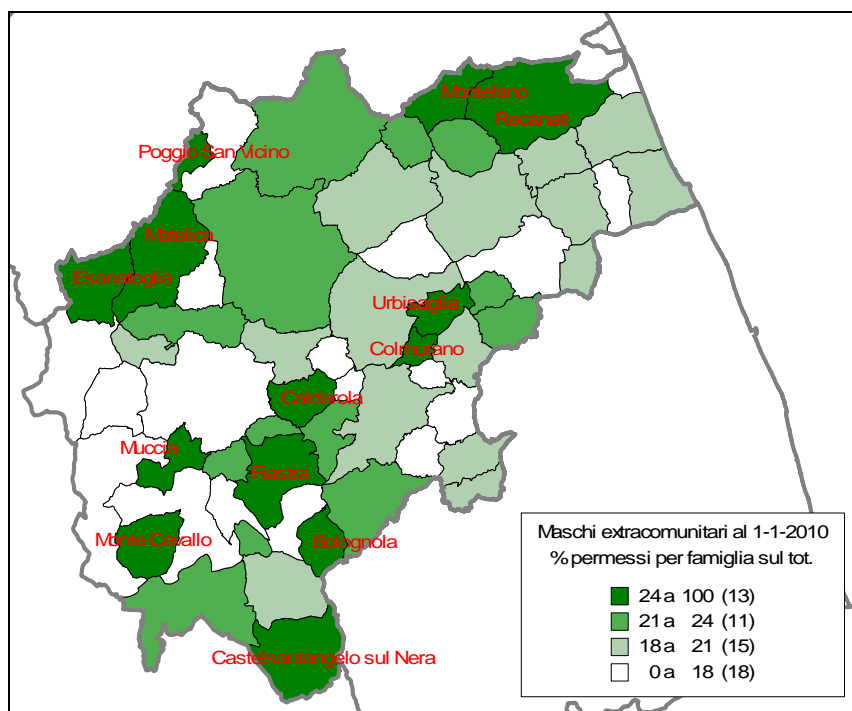 Montefano
Recanati
Poggio San Vicino
Matelica
Esanatoglia
Urbisaglia
Colmurano
Caldarola
Muccia
Fiastra
Monte Cavallo
Bolognola
Castelsantangelo sul Nera
Maschi extracomunitari al 1-1-2010
% permessi per famiglia sul tot.
24 a 100 (13)
21 a 24 (11)
18 a 21 (15)
0 a 18 (18)